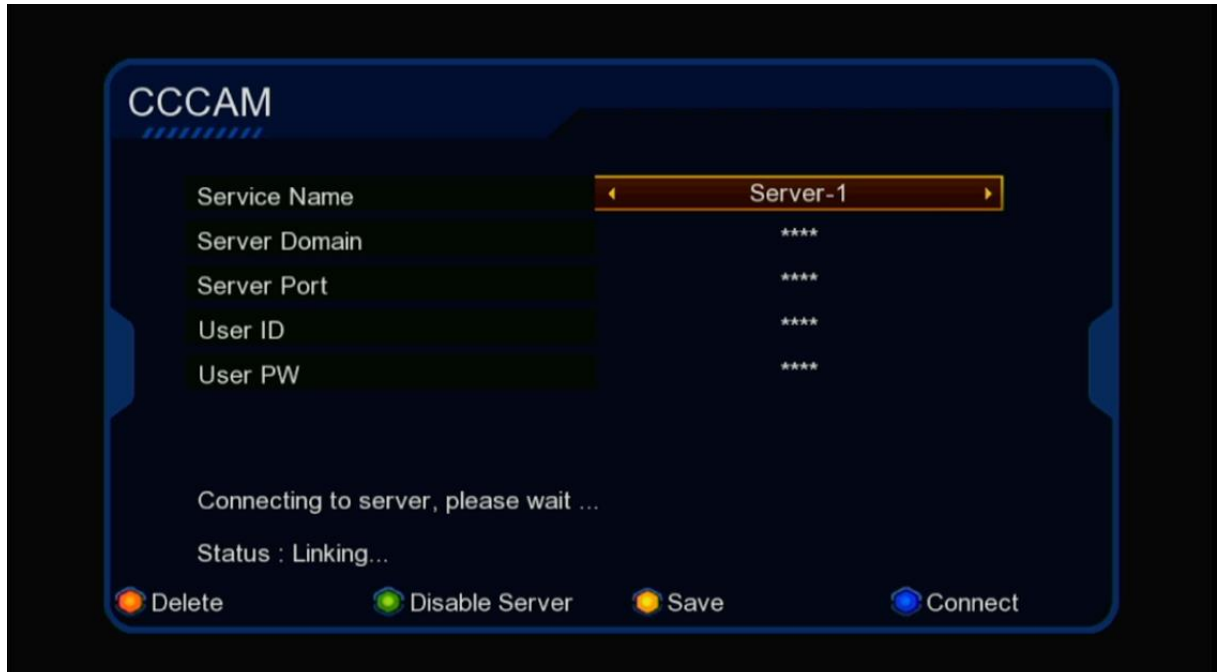 CCCAM
Service Name Server-1
Server Domain ****
Server Port ****
User ID ****
User PW ****
Connecting to server, please wait ...
Status : Linking...
Delete Disable Server Save Connect